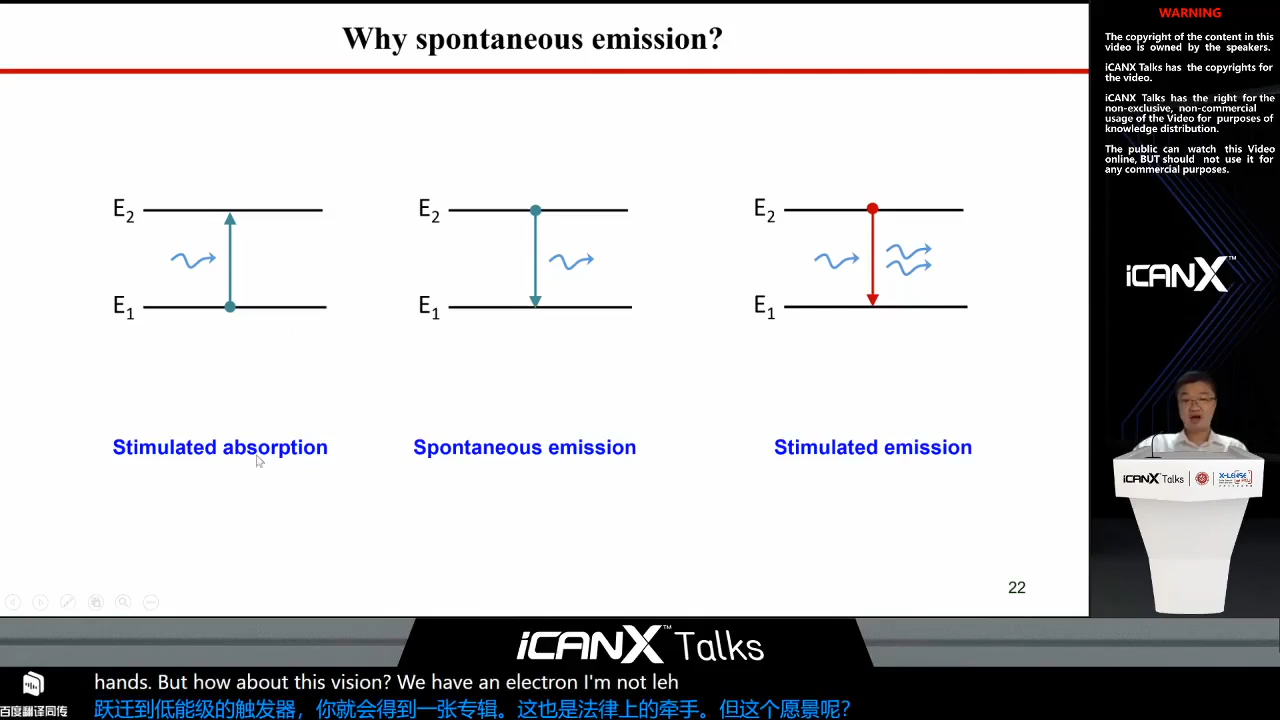 Why spontaneous emission?
WARNING
The copyright of the content in this
video is owned by the speakers.
iCANX Talks has the copyrights for
the video.
iCANX Talks has the right for the
non-exclusive, non-commercial
usage of the Video for purposes of
knowledge distribution.
The public can watch this Video
online, BUT should not use it for
any commercial purposes.
E2
E1
E2
E1
E2
E1
iCANX™
Stimulated absorption
Spontaneous emission
Stimulated emission
iCANX Talks
X-LENSE
22
iCANX™ Talks
hands. But how about this vision? We have an electron I'm not leh
百度翻译同传
跃迁到低能级的触发器，你就会得到一张专辑。这也是法律上的牵手。但这个愿景呢？